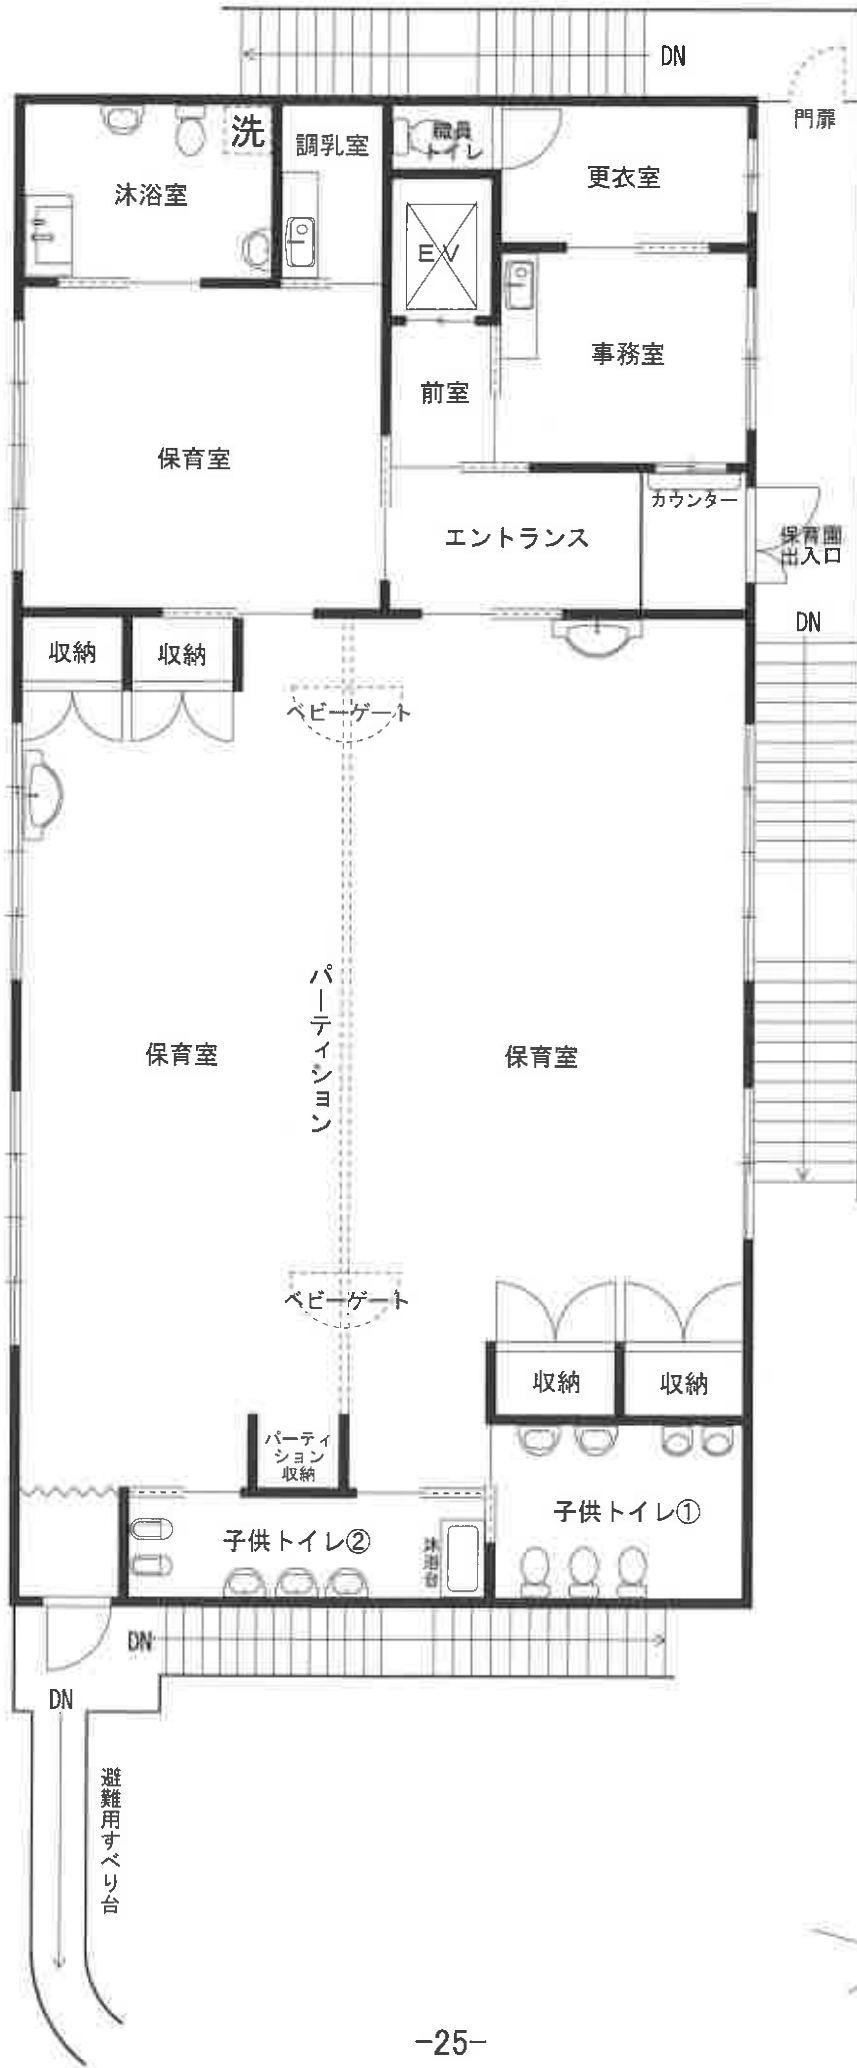 DN
門扉
洗
調乳室
職員
トイレ
沐浴室
更衣室
EV
事務室
前室
保育室
カウンター
エントランス
保育園
出入口
DN
収納
収納
ベビーゲート
パーティション
保育室
保育室
ベビーゲート
収納
収納
パーティ
ション
収納
子供トイレ①
子供トイレ②
沐浴台
DN
DN
避難用すべり台
-25-